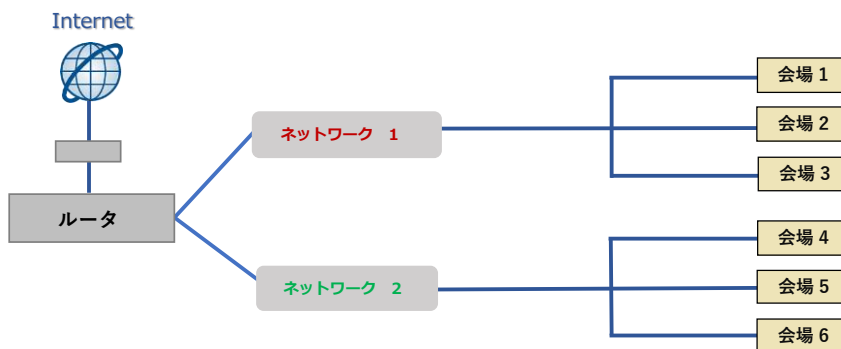 Internet
ルータ
ネットワーク 1
ネットワーク 2
会場 1
会場 2
会場 3
会場 4
会場 5
会場 6